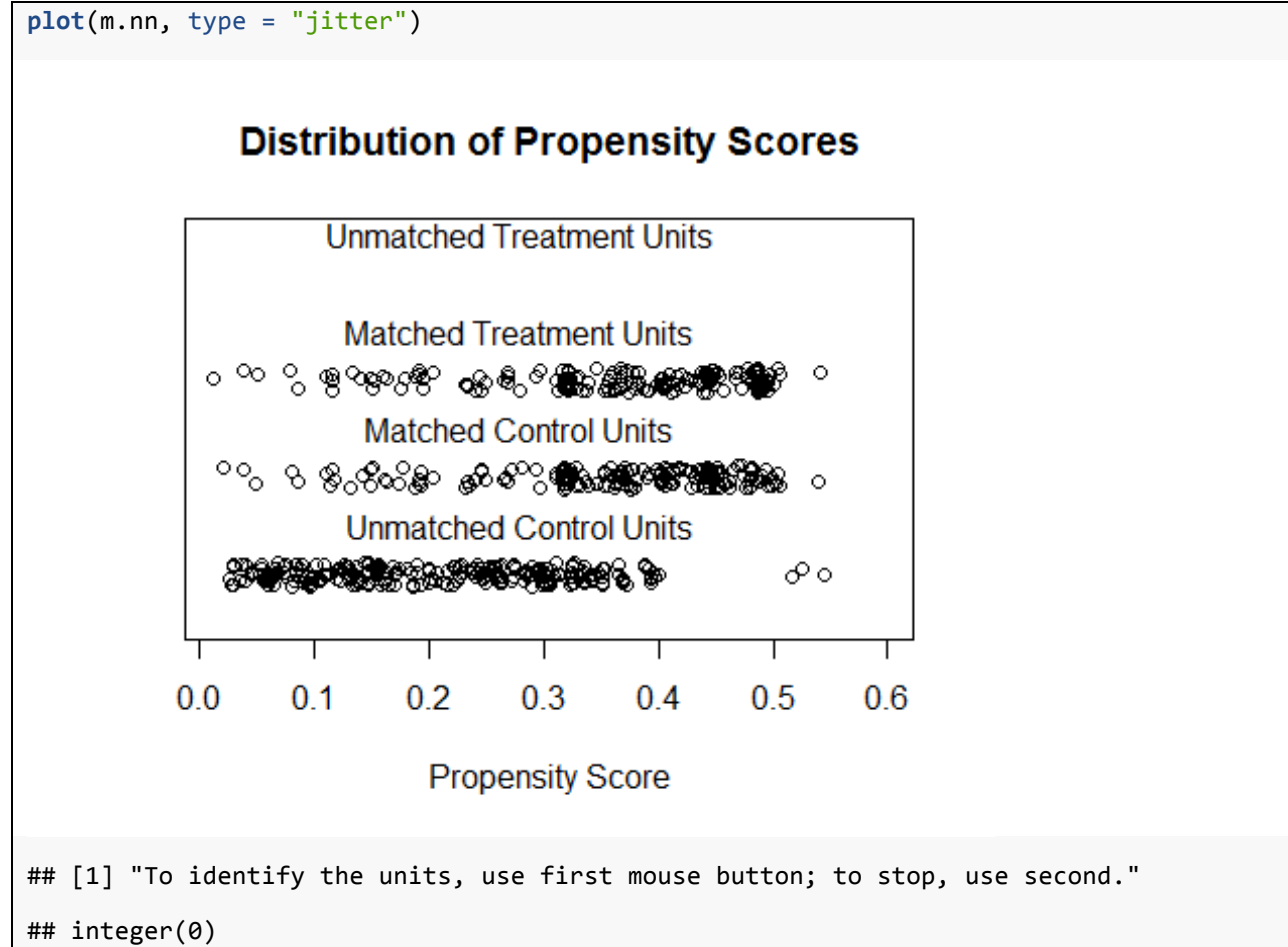 plot(m.nn, type = "jitter")
Distribution of Propensity Scores
Unmatched Treatment Units
Matched Treatment Units
Matched Control Units
Unmatched Control Units
0.0 0.1 0.2 0.3 0.4 0.5 0.6
Propensity Score
## [1] "To identify the units, use first mouse button; to stop, use second."
## integer(0)